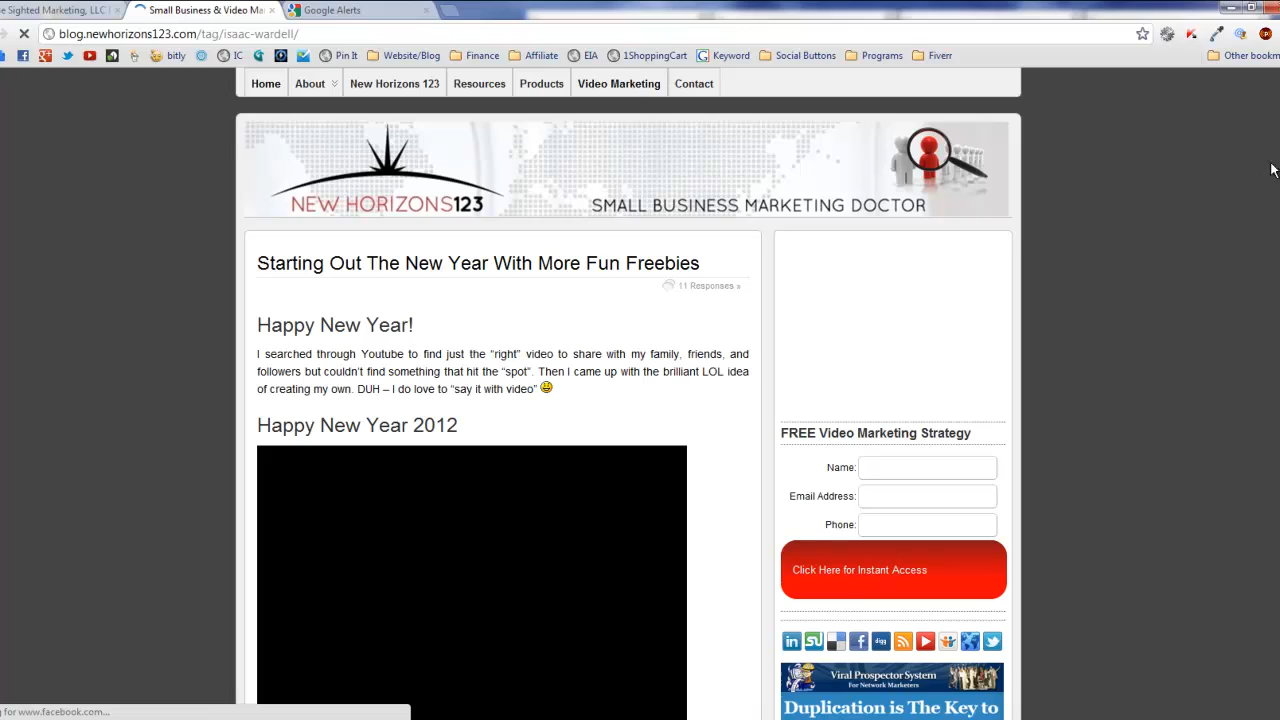 e Sighted Marketing, LLC
Small Business & Video Ma
Google Alerts
blog.newhorizons123.com/tag/isaac-wardell/
bitly
IC
Pin It
Website/Blog
Finance
Affiliate
EIA
1ShoppingCart
Keyword
Social Buttons
Programs
Fiverr
Other bookm
Home
About
New Horizons 123
Resources
Products
Video Marketing
Contact
NEW HORIZONS123
SMALL BUSINESS MARKETING DOCTOR
Starting Out The New Year With More Fun Freebies
11 Responses »
Happy New Year!
I searched through Youtube to find just the “right” video to share with my family, friends, and
followers but couldn’t find something that hit the “spot”. Then I came up with the brilliant LOL idea
of creating my own. DUH – I do love to “say it with video”
Happy New Year 2012
FREE Video Marketing Strategy
Name:
Email Address:
Phone:
Click Here for Instant Access
in
digg
Viral Prospector System
For Network Marketers
Duplication is The Key to
g for www.facebook.com...